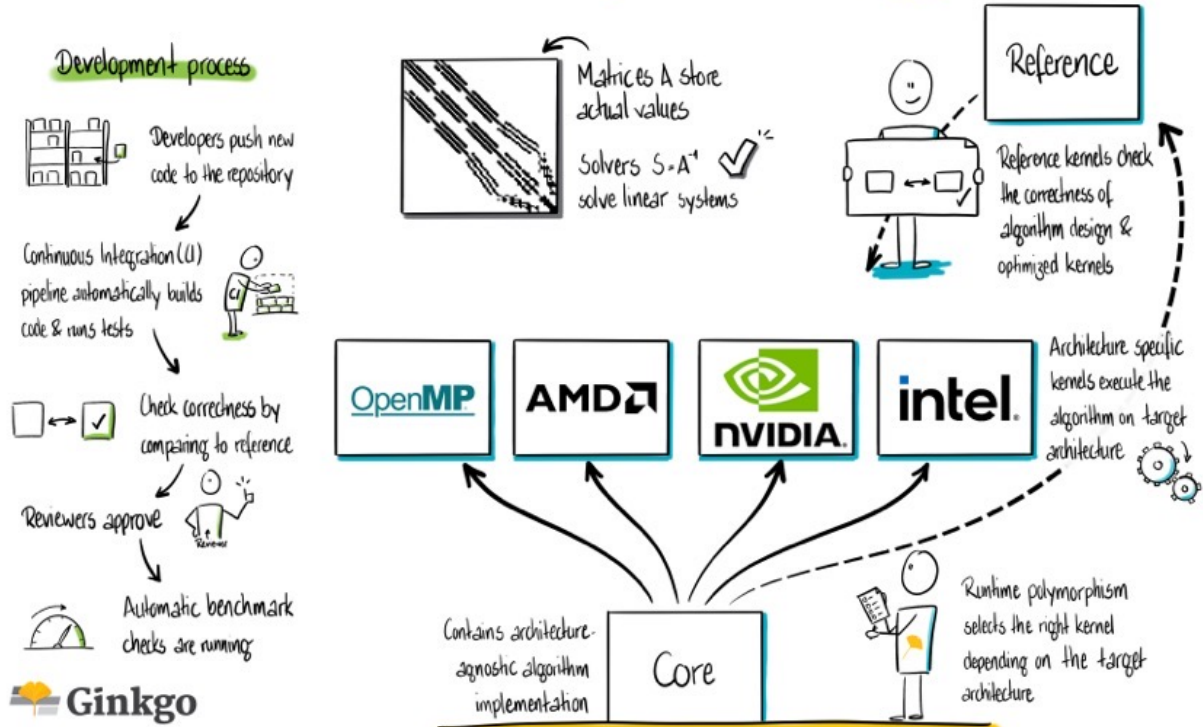 Development process
Developers push new
code to the repository
Continuous Integration (CI)
pipeline automatically builds
code & runs tests
CI
Check correctness by
comparing to reference
Reviewers approve
Reviewer
Automatic benchmark
checks are running
Ginkgo
Matrices A store
actual values
Solvers S=A⁻¹
solve linear systems
Reference
Reference kernels check
the correctness of
algorithm design &
optimized kernels
OpenMP
AMD
NVIDIA
intel
Architecture specific
kernels execute the
algorithm on target
architecture
Contains architecture-
agnostic algorithm
implementation
Core
Runtime polymorphism
selects the right kernel
depending on the target
architecture